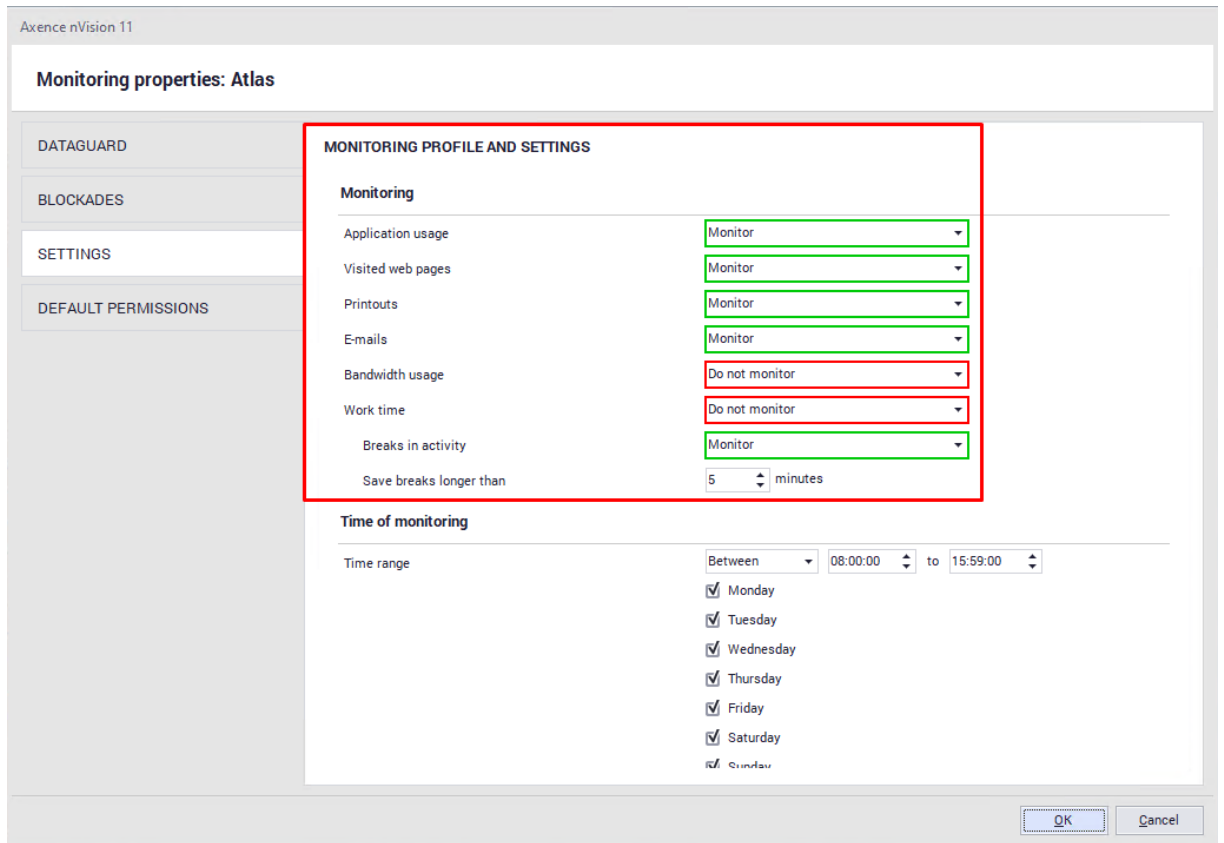 Axence nVision 11
Monitoring properties: Atlas
DATAGUARD
BLOCKADES
SETTINGS
DEFAULT PERMISSIONS
MONITORING PROFILE AND SETTINGS
Monitoring
Application usage Monitor
Visited web pages Monitor
Printouts Monitor
E-mails Monitor
Bandwidth usage Do not monitor
Work time Do not monitor
Breaks in activity Monitor
Save breaks longer than 5 minutes
Time of monitoring
Time range Between 08:00:00 to 15:59:00
Monday
Tuesday
Wednesday
Thursday
Friday
Saturday
Sunday
OK Cancel